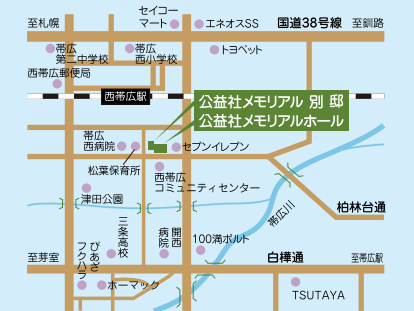 セイコー
マート
エネオスSS
国道38号線
至札幌
至釧路
帯広
第二中学校
帯広
西小学校
トヨペット
西帯広郵便局
西帯広駅
公益社メモリアル 別 邸
公益社メモリアルホール
帯広
西病院
セブンイレブン
松葉保育所
西帯広
コミュニティセンター
津田公園
柏林台通
帯広川
三条高校
開西
病院
100満ボルト
ぴあざ
フクハラ
白樺通
至芽室
至帯広駅
ホーマック
TSUTAYA